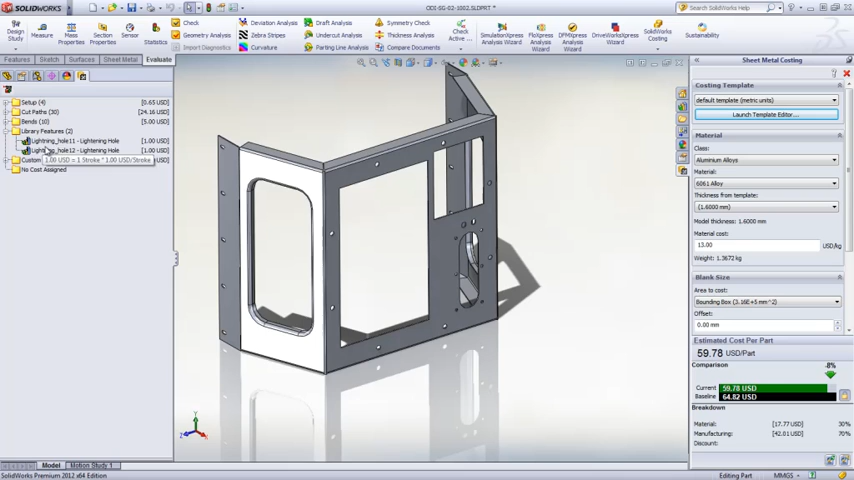 SOLIDWORKS
ODE-SG-02-1002.SLDPRT *
Search SolidWorks Help
Design Study
Measure
Mass Properties
Section Properties
Sensor
Statistics
Check
Geometry Analysis
Import Diagnostics
Deviation Analysis
Zebra Stripes
Curvature
Draft Analysis
Undercut Analysis
Parting Line Analysis
Symmetry Check
Thickness Analysis
Compare Documents
Check Active ...
SimulationXpress Analysis Wizard
FloXpress Analysis Wizard
DriveWorksXpress Wizard
SolidWorks Costing
Sustainability
Features
Sketch
Surfaces
Sheet Metal
Evaluate
Setup (4) [0.65 USD]
Cut Paths (30) [24.16 USD]
Bends (10) [5.00 USD]
Library Features (2)
Lightning_hole11 - Lightening Hole [1.00 USD]
Lightning_hole12 - Lightening Hole [1.00 USD]
Custom
1.00 USD = 1 Stroke * 1.00 USD/Stroke
No Cost Assigned
Sheet Metal Costing
Costing Template
default template (metric units)
Launch Template Editor...
Material
Class:
Aluminium Alloys
Material:
6061 Alloy
Thickness from template:
(1.6000 mm)
Model thickness: 1.6000 mm
Material cost:
13.00 USD/kg
Weight: 1.3672 kg
Blank Size
Area to cost:
Bounding Box (3.16E+5 mm^2)
Offset:
0.00 mm
Estimated Cost Per Part
59.78 USD/Part
Comparison -8%
Current 59.78 USD
Baseline 64.82 USD
Breakdown
Material: [17.77 USD] 30%
Manufacturing: [42.01 USD] 70%
Discount:
Y
Z
X
Model
Motion Study 1
SolidWorks Premium 2012 x64 Edition
Editing Part
MMGS